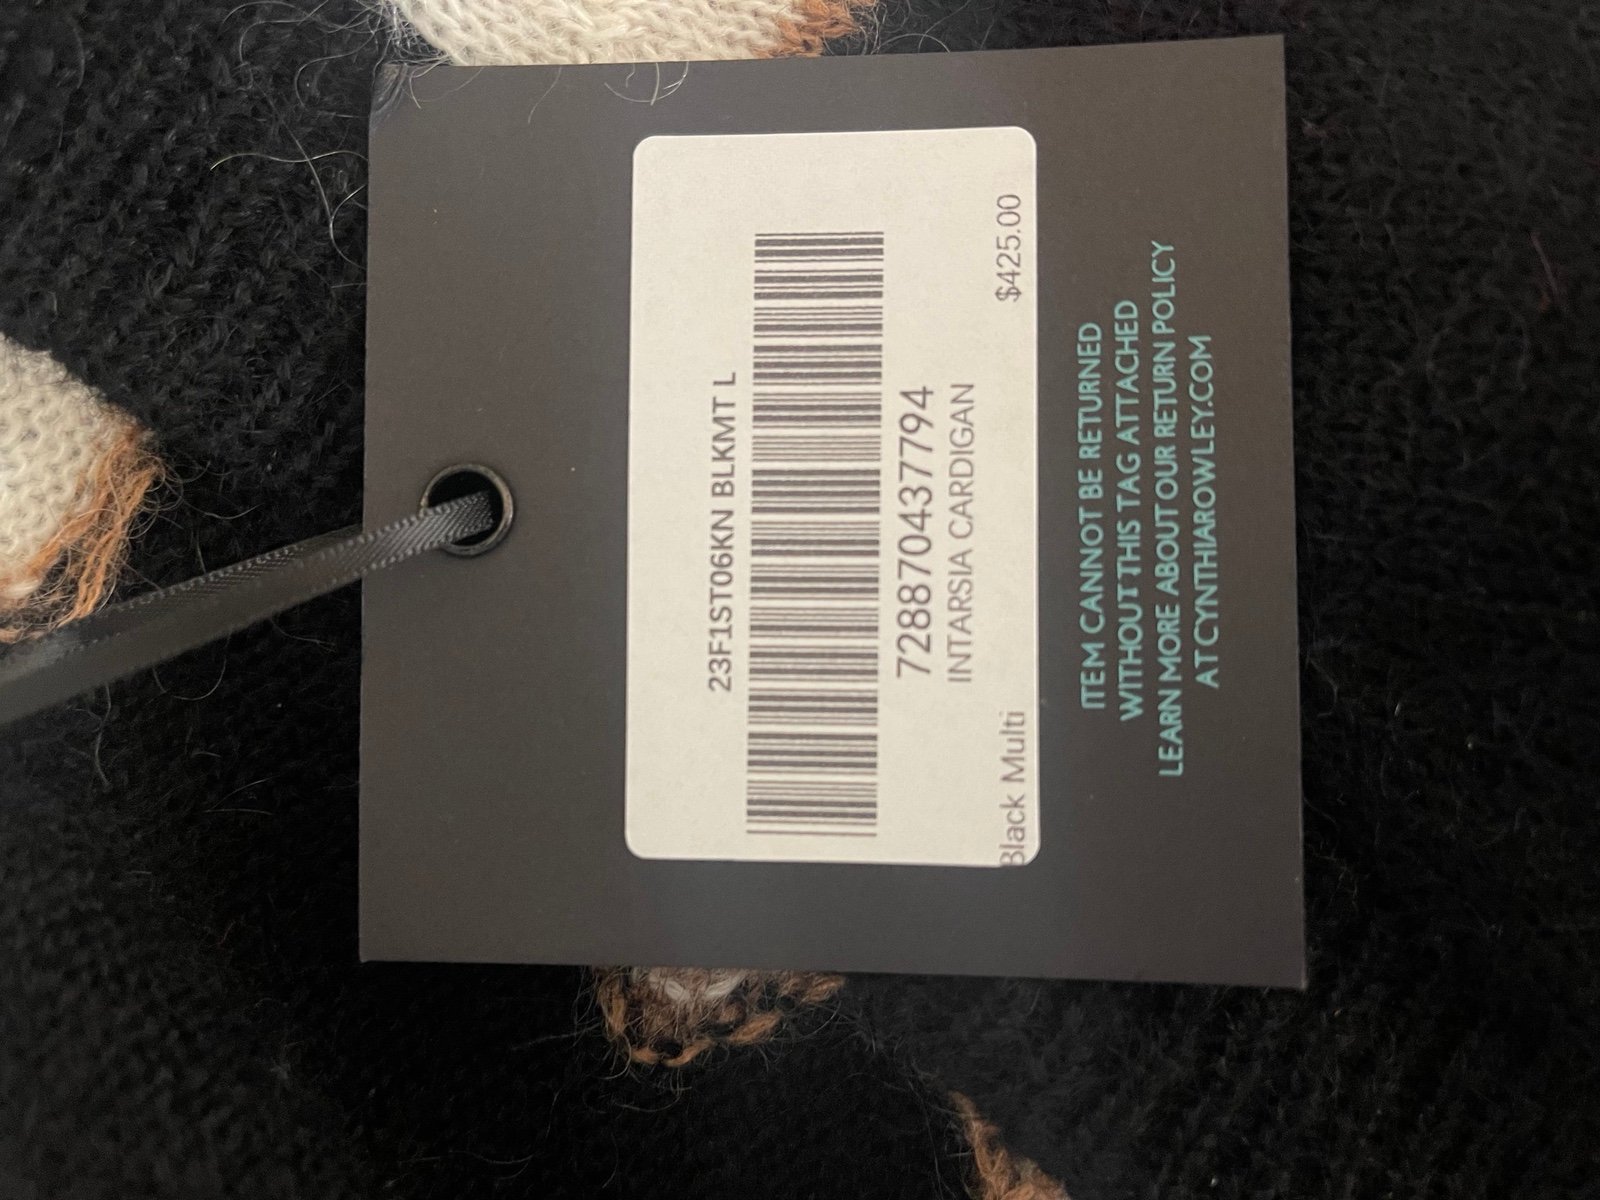 23F1ST06KN BLKMT L
728870437794
INTARSIA CARDIGAN
Black Multi $425.00
ITEM CANNOT BE RETURNED
WITHOUT THIS TAG ATTACHED
LEARN MORE ABOUT OUR RETURN POLICY
AT CYNTHIAROWLEY.COM